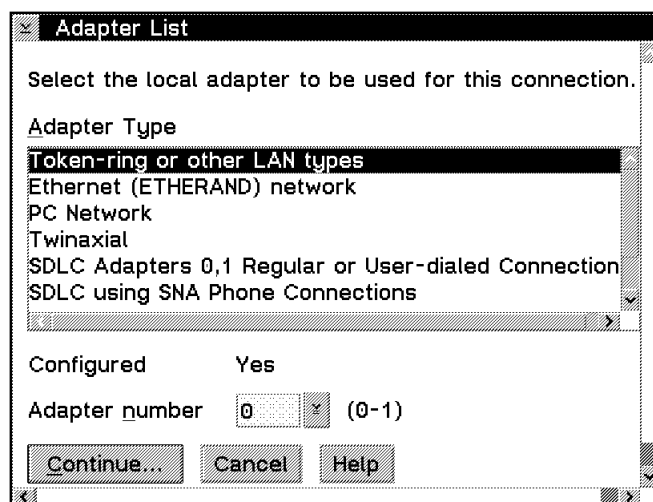 Adapter List
Select the local adapter to be used for this connection.
Adapter Type
Token-ring or other LAN types
Ethernet (ETHERAND) network
PC Network
Twinaxial
SDLC Adapters 0,1 Regular or User-dialed Connection
SDLC using SNA Phone Connections
Configured Yes
Adapter number 0 (0-1)
Continue... Cancel Help